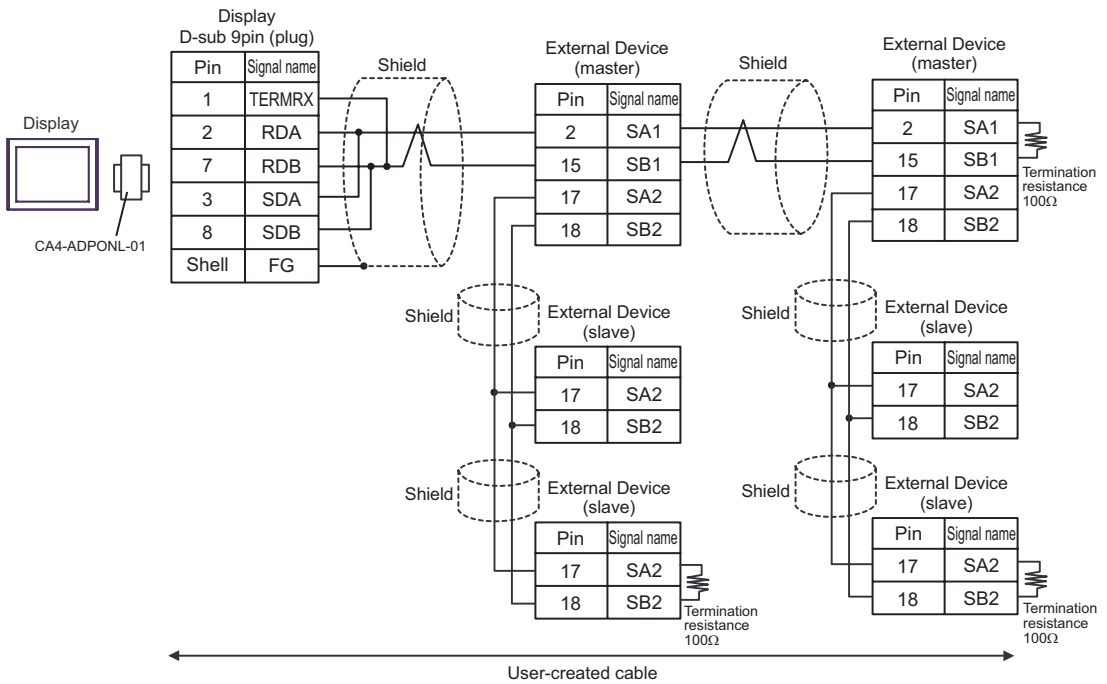 Display
D-sub 9pin (plug)
Pin Signal name
1 TERMRX
2 RDA
7 RDB
3 SDA
8 SDB
Shell FG
Shield
External Device
(master)
Pin Signal name
2 SA1
15 SB1
17 SA2
18 SB2
Shield
External Device
(master)
Pin Signal name
2 SA1
15 SB1
17 SA2
18 SB2
Termination
resistance
100Ω
Display
CA4-ADPONL-01
Shield
External Device
(slave)
Pin Signal name
17 SA2
18 SB2
Shield
External Device
(slave)
Pin Signal name
17 SA2
18 SB2
Shield
External Device
(slave)
Pin Signal name
17 SA2
18 SB2
Termination
resistance
100Ω
Shield
External Device
(slave)
Pin Signal name
17 SA2
18 SB2
Termination
resistance
100Ω
User-created cable